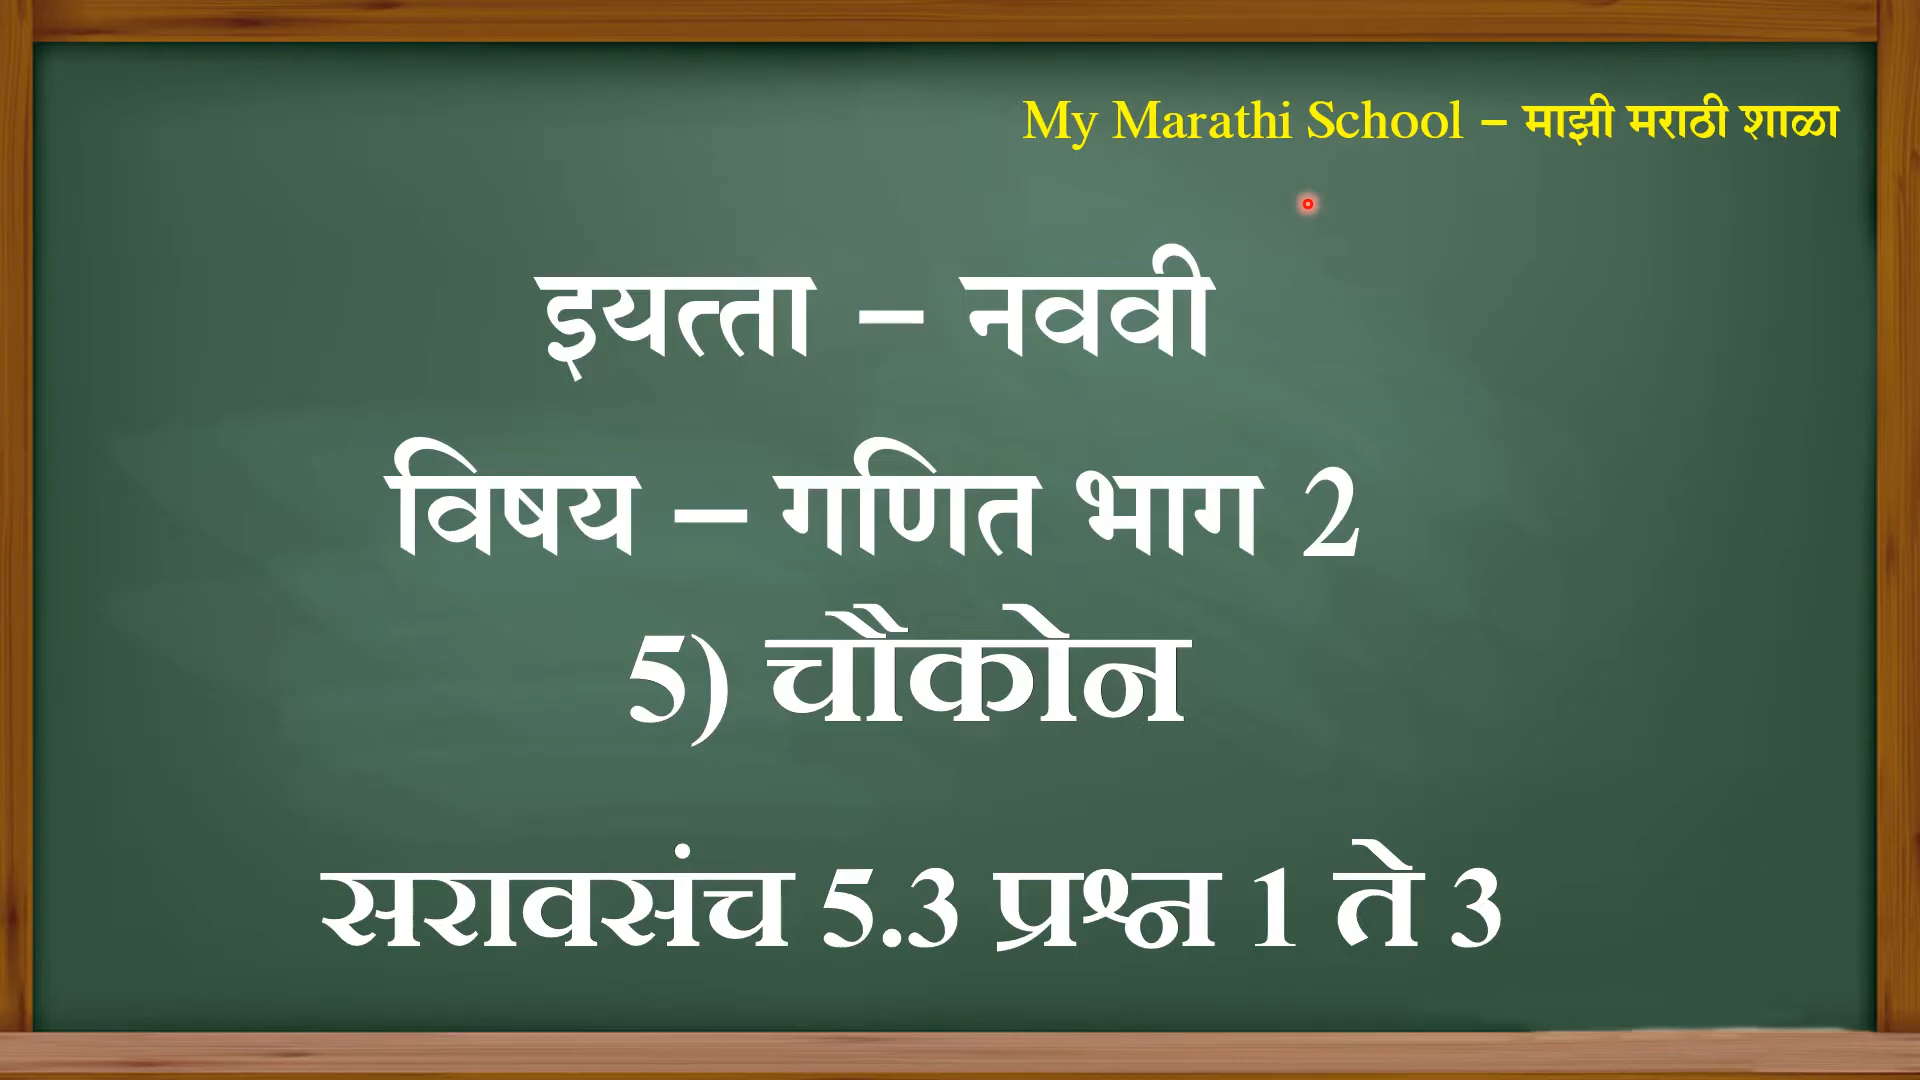 My Marathi School – माझी मराठी शाळा
इयत्ता – नववी
विषय – गणित भाग 2
5) चौकोन
सरावसंच 5.3 प्रश्न 1 ते 3